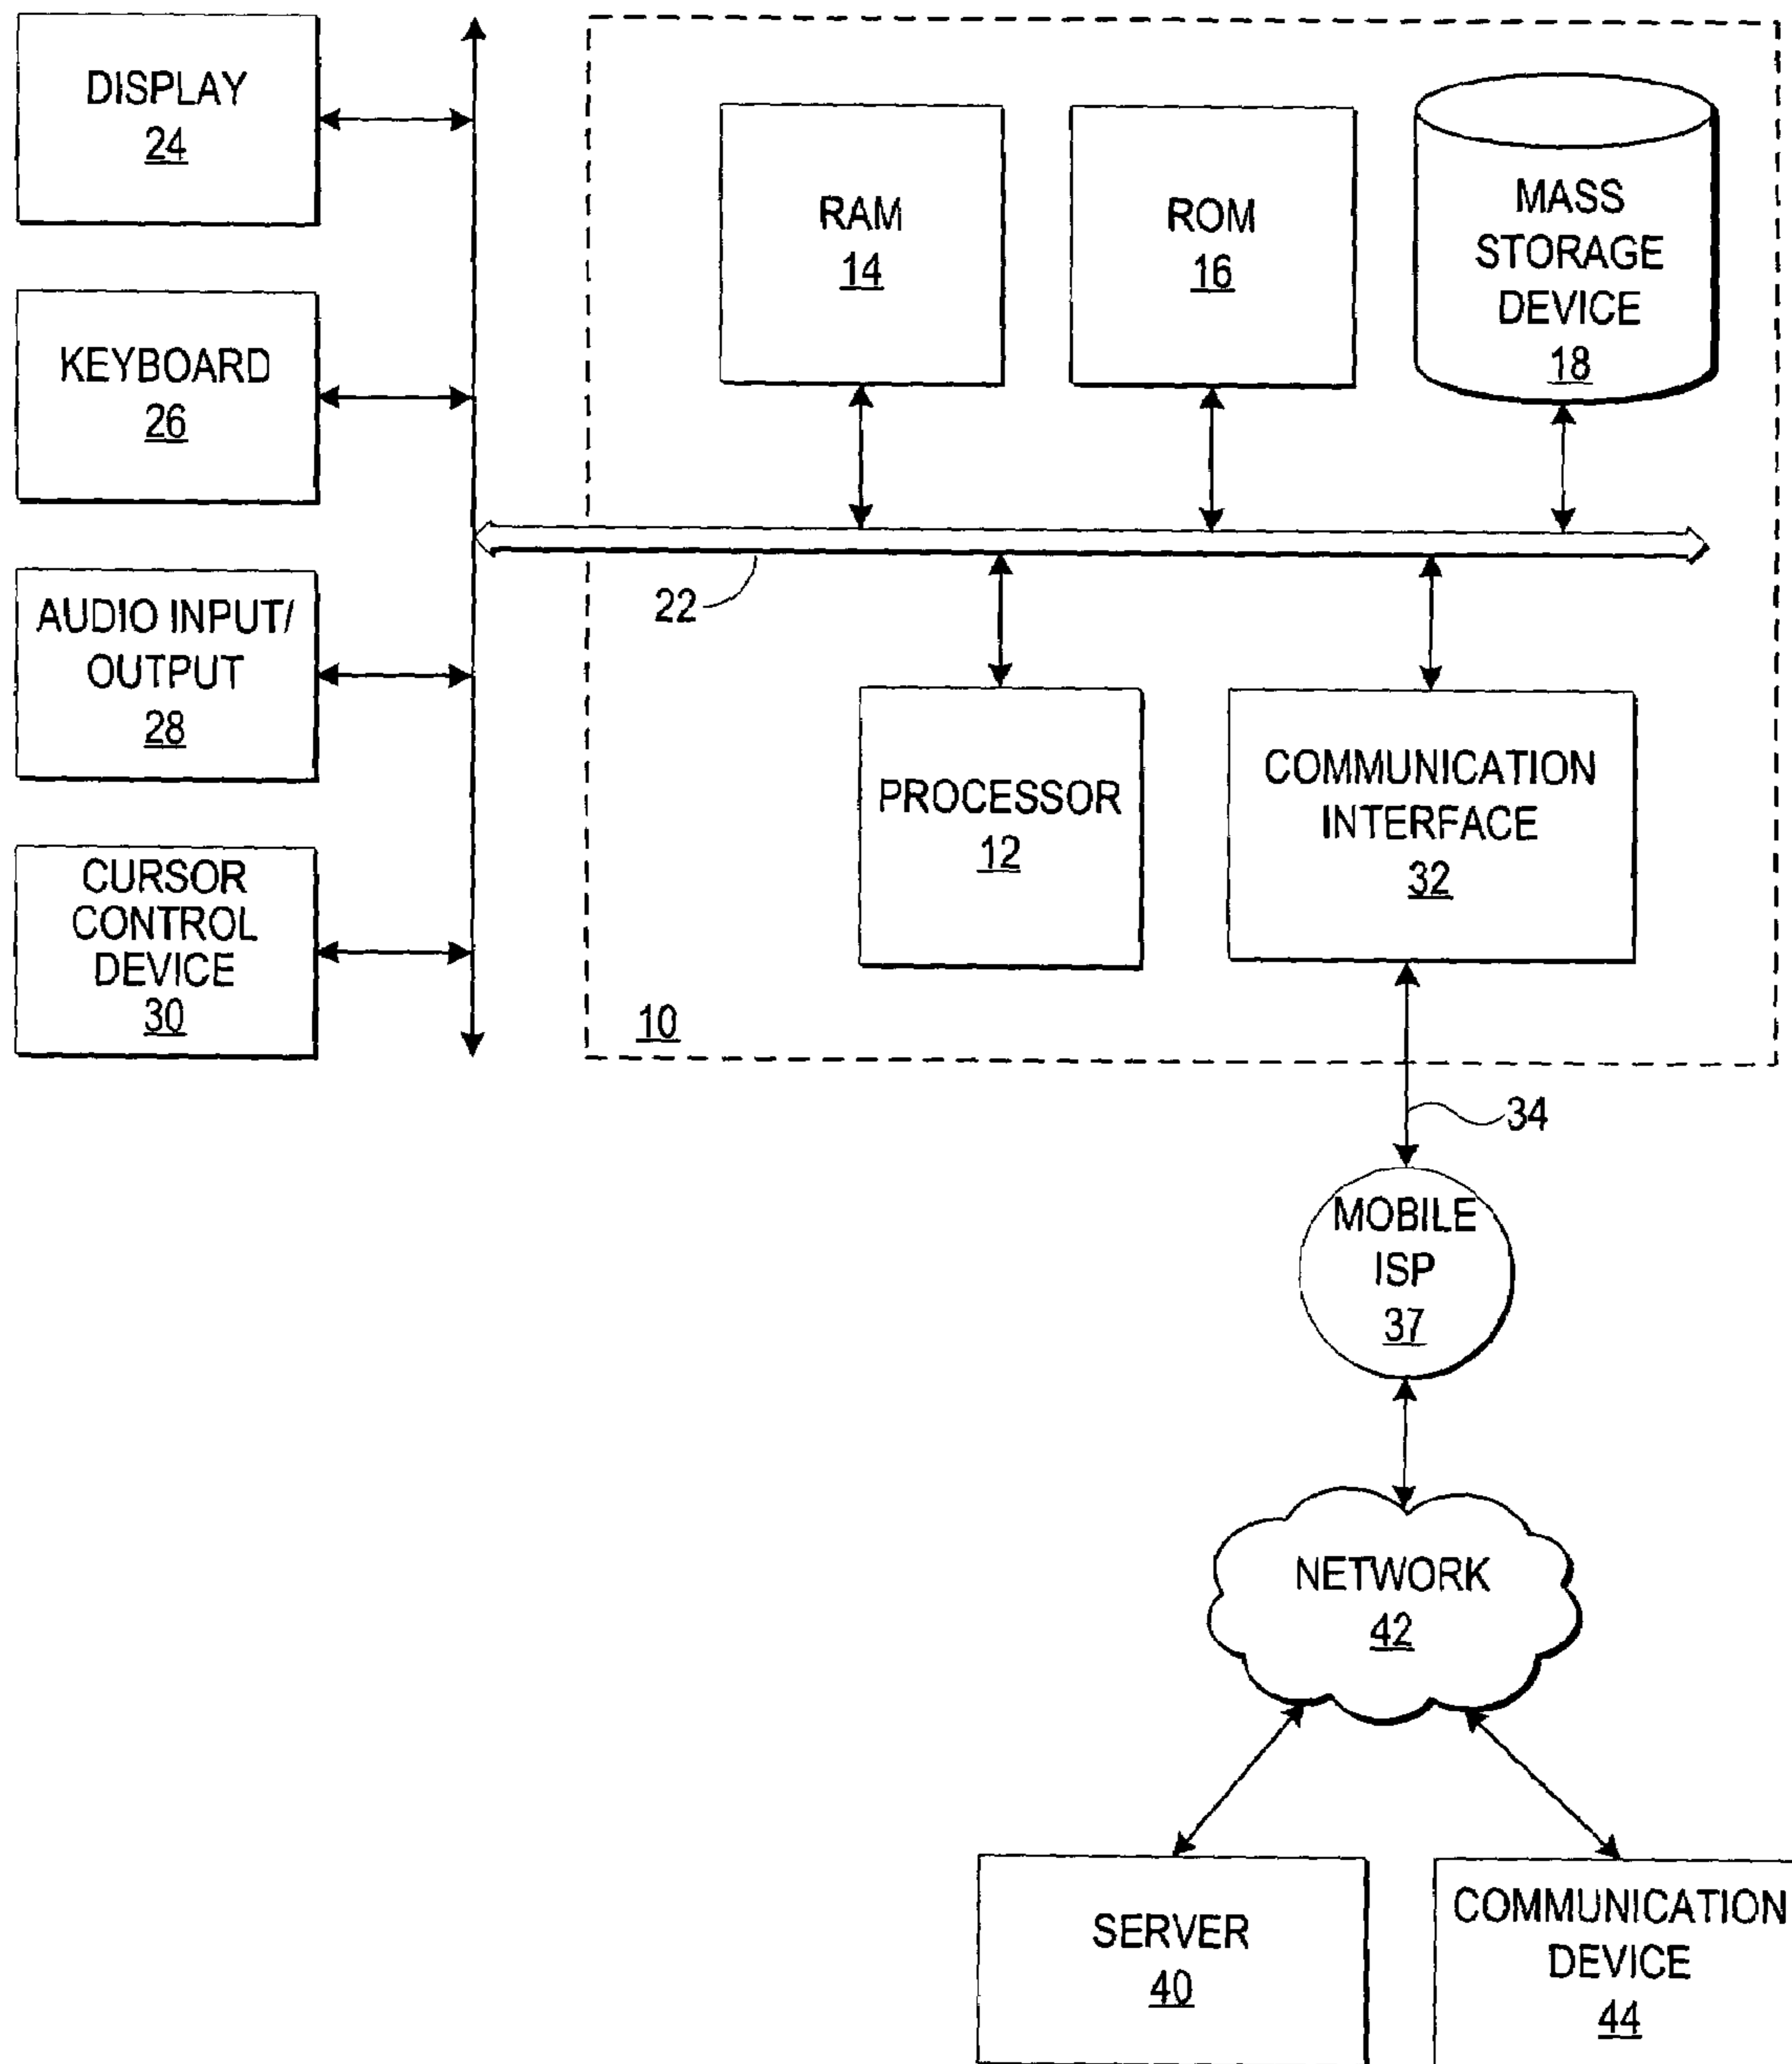 DISPLAY
24
KEYBOARD
26
AUDIO INPUT/
OUTPUT
28
CURSOR
CONTROL
DEVICE
30
RAM
14
ROM
16
MASS
STORAGE
DEVICE
18
22
PROCESSOR
12
COMMUNICATION
INTERFACE
32
10
34
MOBILE
ISP
37
NETWORK
42
SERVER
40
COMMUNICATION
DEVICE
44